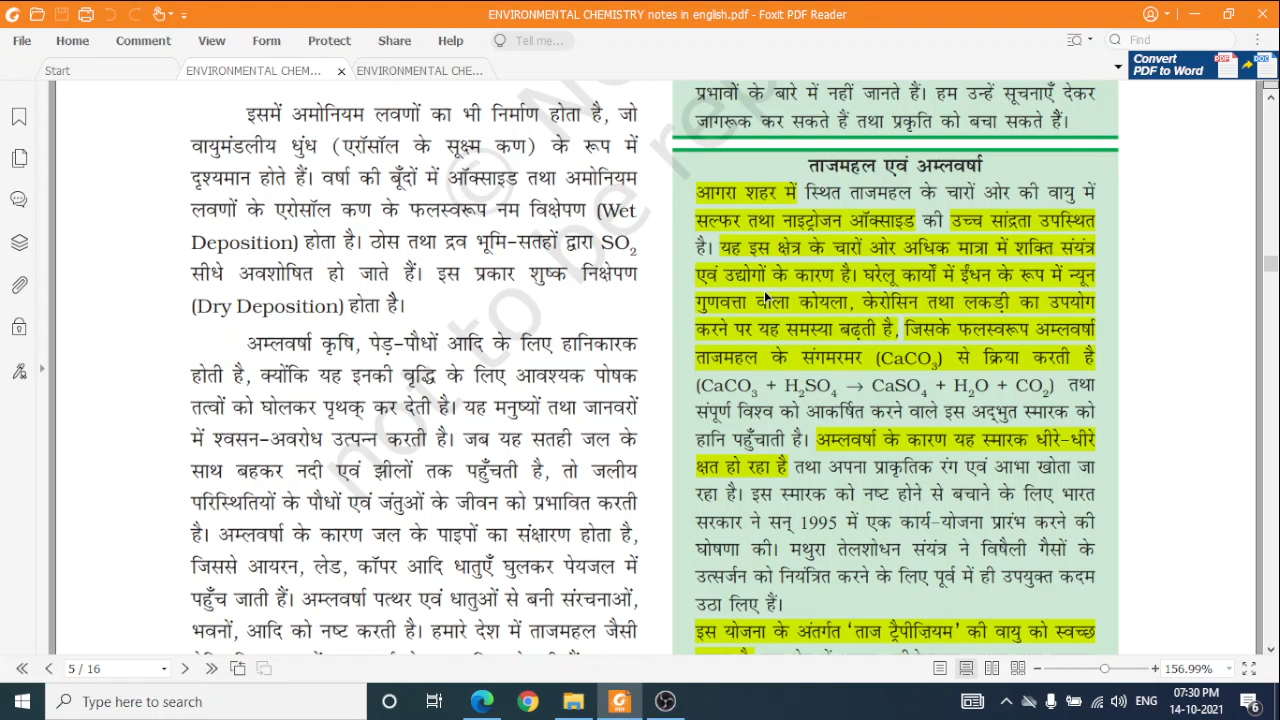 ENVIRONMENTAL CHEMISTRY notes in english.pdf - Foxit PDF Reader
File Home Comment View Form Protect Share Help Tell me... Find
Start ENVIRONMENTAL CHEM... ENVIRONMENTAL CHE... Convert
PDF to Word
इसमें अमोनियम लवणों का भी निर्माण होता है, जो
वायुमंडलीय धुंध (एरॉसॉल के सूक्ष्म कण) के रूप में
दृश्यमान होते हैं। वर्षा की बूँदों में ऑक्साइड तथा अमोनियम
लवणों के एरोसॉल कण के फलस्वरूप नम विक्षेपण (Wet
Deposition) होता है। ठोस तथा द्रव भूमि-सतहों द्वारा SO₂
सीधे अवशोषित हो जाते हैं। इस प्रकार शुष्क निक्षेपण
(Dry Deposition) होता है।
अम्लवर्षा कृषि, पेड़-पौधों आदि के लिए हानिकारक
होती है, क्योंकि यह इनकी वृद्धि के लिए आवश्यक पोषक
तत्वों को घोलकर पृथक् कर देती है। यह मनुष्यों तथा जानवरों
में श्वसन-अवरोध उत्पन्न करती है। जब यह सतही जल के
साथ बहकर नदी एवं झीलों तक पहुँचती है, तो जलीय
परिस्थितियों के पौधों एवं जंतुओं के जीवन को प्रभावित करती
है। अम्लवर्षा के कारण जल के पाइपों का संक्षारण होता है,
जिससे आयरन, लेड, कॉपर आदि धातुएँ घुलकर पेयजल में
पहुँच जाती हैं। अम्लवर्षा पत्थर एवं धातुओं से बनी संरचनाओं,
भवनों, आदि को नष्ट करती है। हमारे देश में ताजमहल जैसी
प्रभावों के बारे में नहीं जानते हैं। हम उन्हें सूचनाएँ देकर
जागरूक कर सकते हैं तथा प्रकृति को बचा सकते हैं।
ताजमहल एवं अम्लवर्षा
आगरा शहर में स्थित ताजमहल के चारों ओर की वायु में
सल्फर तथा नाइट्रोजन ऑक्साइड की उच्च सांद्रता उपस्थित
है। यह इस क्षेत्र के चारों ओर अधिक मात्रा में शक्ति संयंत्र
एवं उद्योगों के कारण है। घरेलू कार्यों में ईंधन के रूप में न्यून
गुणवत्ता वाला कोयला, केरोसिन तथा लकड़ी का उपयोग
करने पर यह समस्या बढ़ती है, जिसके फलस्वरूप अम्लवर्षा
ताजमहल के संगमरमर (CaCO₃) से क्रिया करती है
(CaCO₃ + H₂SO₄ → CaSO₄ + H₂O + CO₂) तथा
संपूर्ण विश्व को आकर्षित करने वाले इस अद्भुत स्मारक को
हानि पहुँचाती है। अम्लवर्षा के कारण यह स्मारक धीरे-धीरे
क्षत हो रहा है तथा अपना प्राकृतिक रंग एवं आभा खोता जा
रहा है। इस स्मारक को नष्ट होने से बचाने के लिए भारत
सरकार ने सन् 1995 में एक कार्य-योजना प्रारंभ करने की
घोषणा की। मथुरा तेलशोधन संयंत्र ने विषैली गैसों के
उत्सर्जन को नियंत्रित करने के लिए पूर्व में ही उपयुक्त कदम
उठा लिए हैं।
इस योजना के अंतर्गत 'ताज ट्रैपीज़ियम' की वायु को स्वच्छ
not to be rep
©
5 / 16 156.99%
Type here to search ENG 07:30 PM
14-10-2021 6